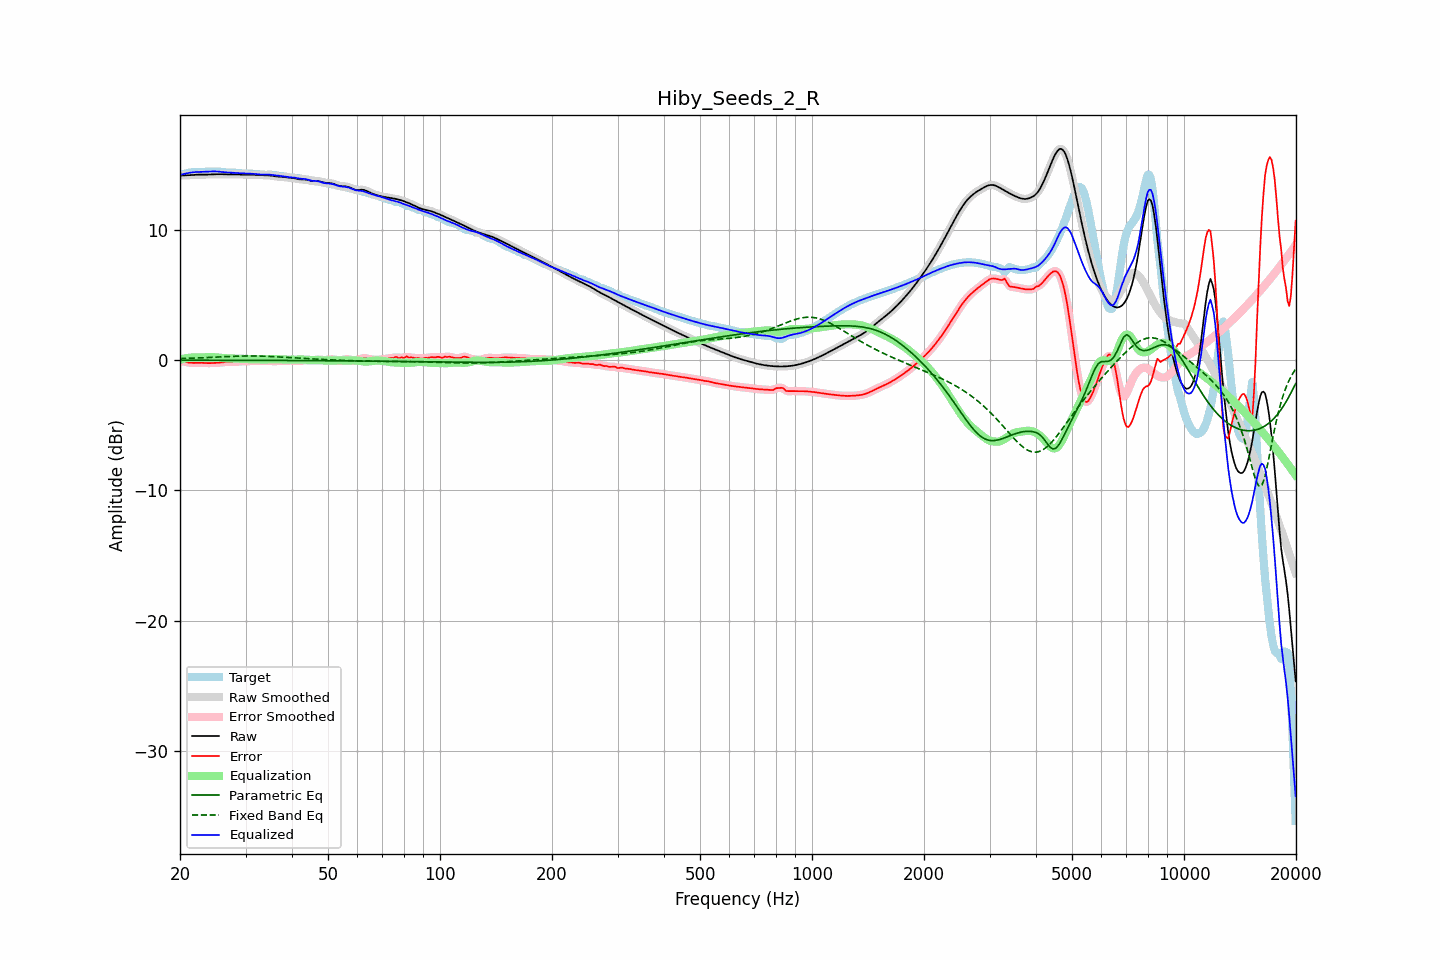 Hiby_Seeds_2_R
Amplitude (dBr)
10
0
−10
−20
−30
Target
Raw Smoothed
Error Smoothed
Raw
Error
Equalization
Parametric Eq
Fixed Band Eq
Equalized
20 50 100 200 500 1000 2000 5000 10000 20000
Frequency (Hz)